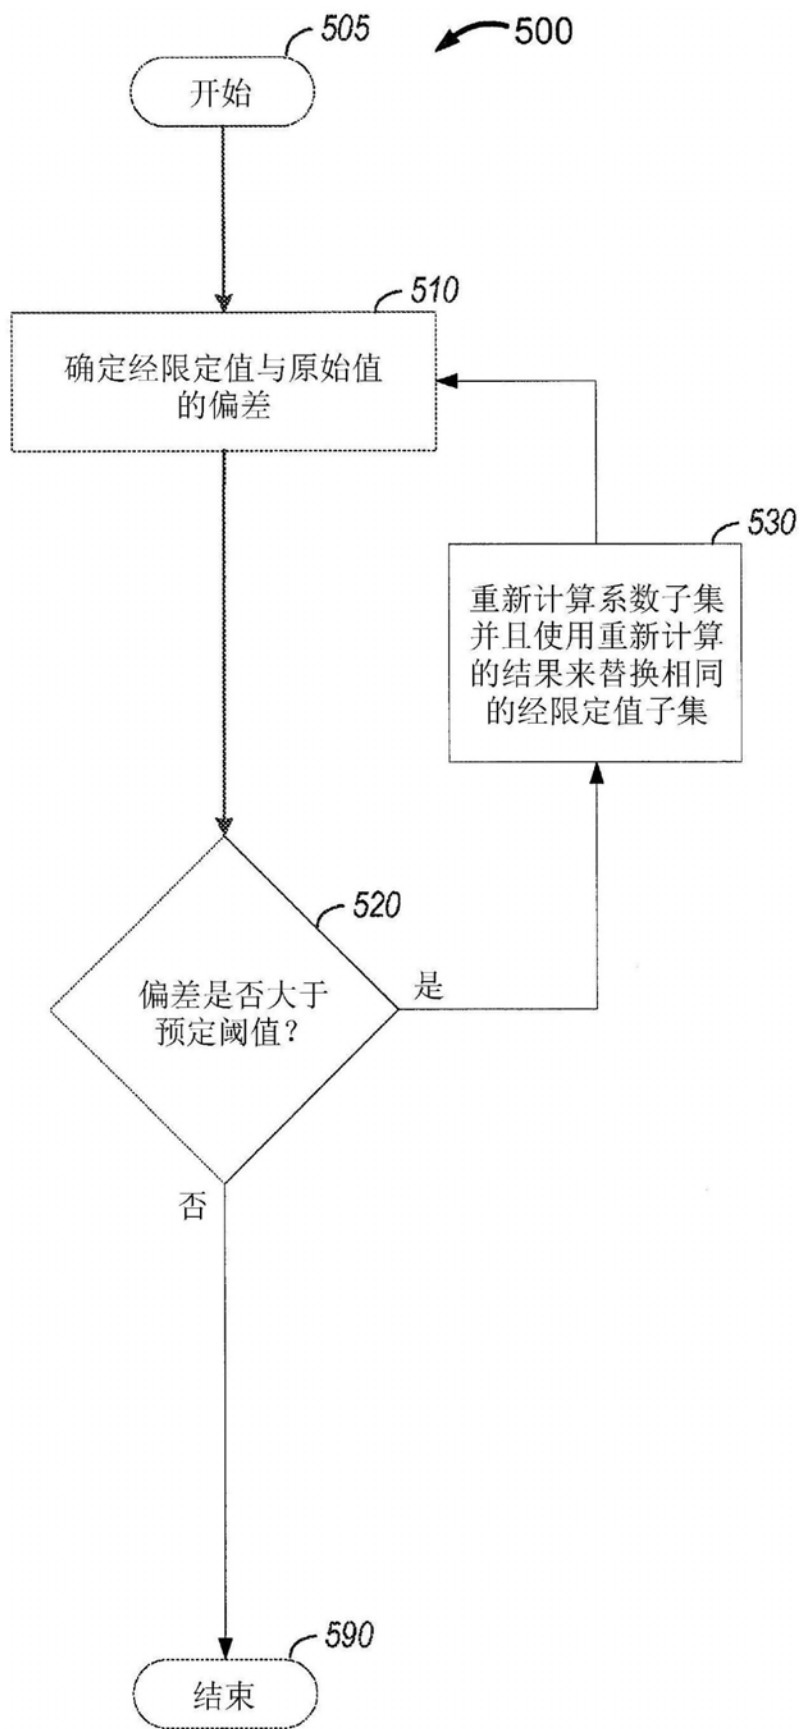 505
500
开始
510
确定经限定值与原始值
的偏差
530
重新计算系数子集
并且使用重新计算
的结果来替换相同
的经限定值子集
520
偏差是否大于
预定阈值？
是
否
590
结束